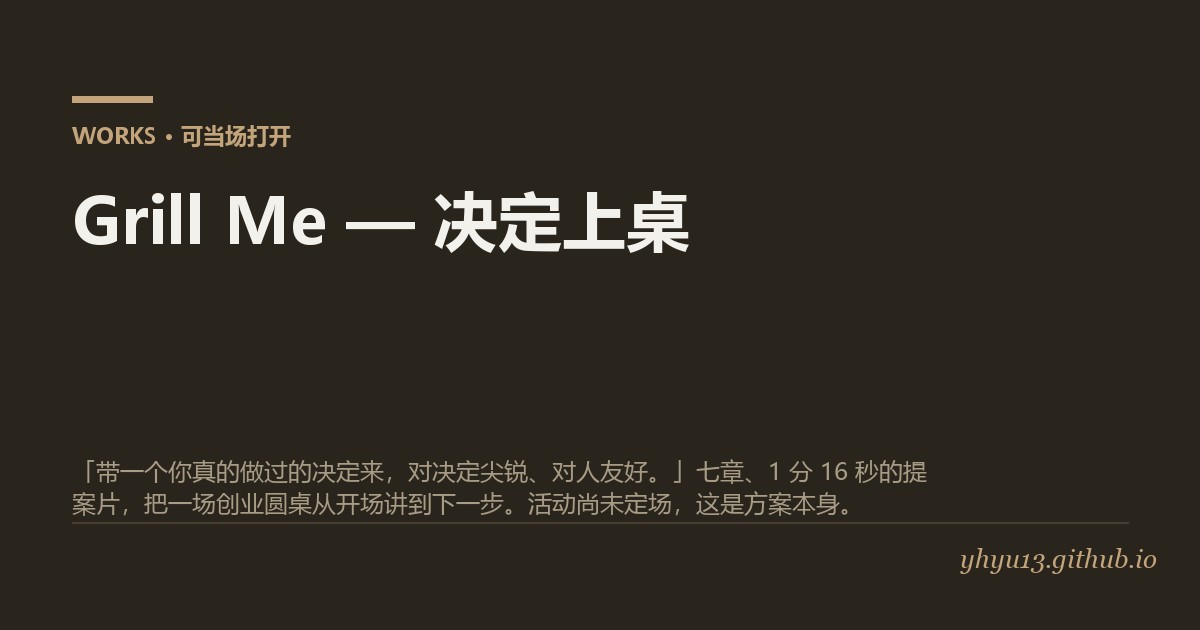 WORKS · 可当场打开
Grill Me — 决定上桌
「带一个你真的做过的决定来，对决定尖锐、对人友好。」七章、1 分 16 秒的提
案片，把一场创业圆桌从开场讲到下一步。活动尚未定场，这是方案本身。
yhyu13.github.io